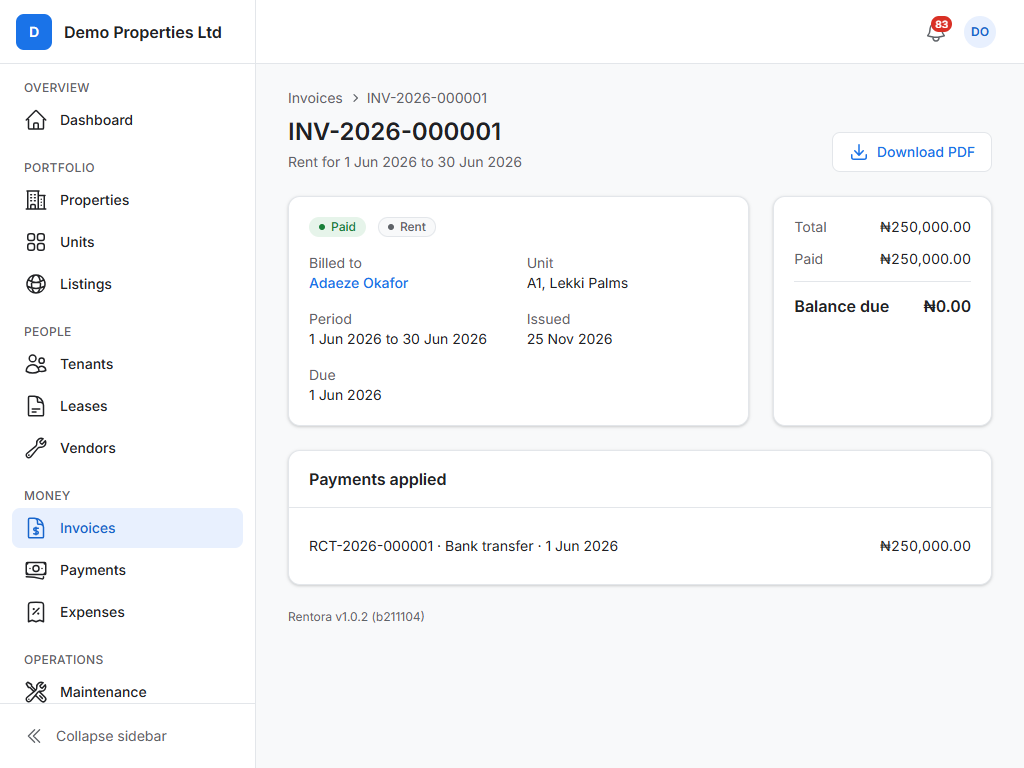 D
Demo Properties Ltd
83
DO
OVERVIEW
Dashboard
PORTFOLIO
Properties
Units
Listings
PEOPLE
Tenants
Leases
Vendors
MONEY
Invoices
Payments
Expenses
OPERATIONS
Maintenance
Collapse sidebar
Invoices > INV-2026-000001
INV-2026-000001
Rent for 1 Jun 2026 to 30 Jun 2026
Download PDF
Paid Rent
Billed to
Adaeze Okafor
Unit
A1, Lekki Palms
Period
1 Jun 2026 to 30 Jun 2026
Issued
25 Nov 2026
Due
1 Jun 2026
Total ₦250,000.00
Paid ₦250,000.00
Balance due ₦0.00
Payments applied
RCT-2026-000001 · Bank transfer · 1 Jun 2026 ₦250,000.00
Rentora v1.0.2 (b211104)